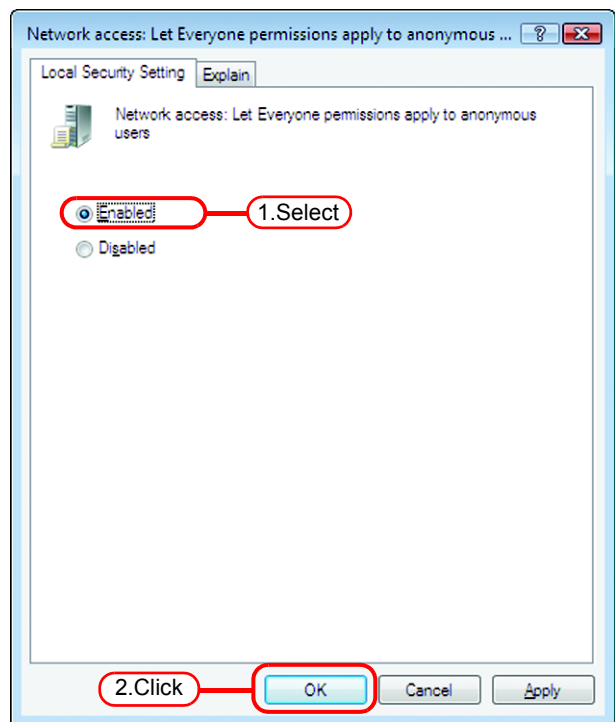 Network access: Let Everyone permissions apply to anonymous ...
Local Security Setting
Explain
Network access: Let Everyone permissions apply to anonymous
users
Enabled
1.Select
Disabled
2.Click
OK
Cancel
Apply